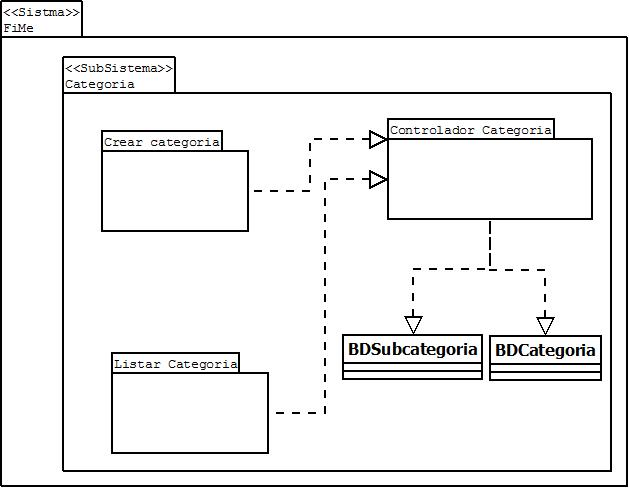 <<Sistma>>
FiMe
<<SubSistema>>
Categoria
Crear categoria
Controlador Categoria
BDSubcategoria
BDCategoria
Listar Categoria